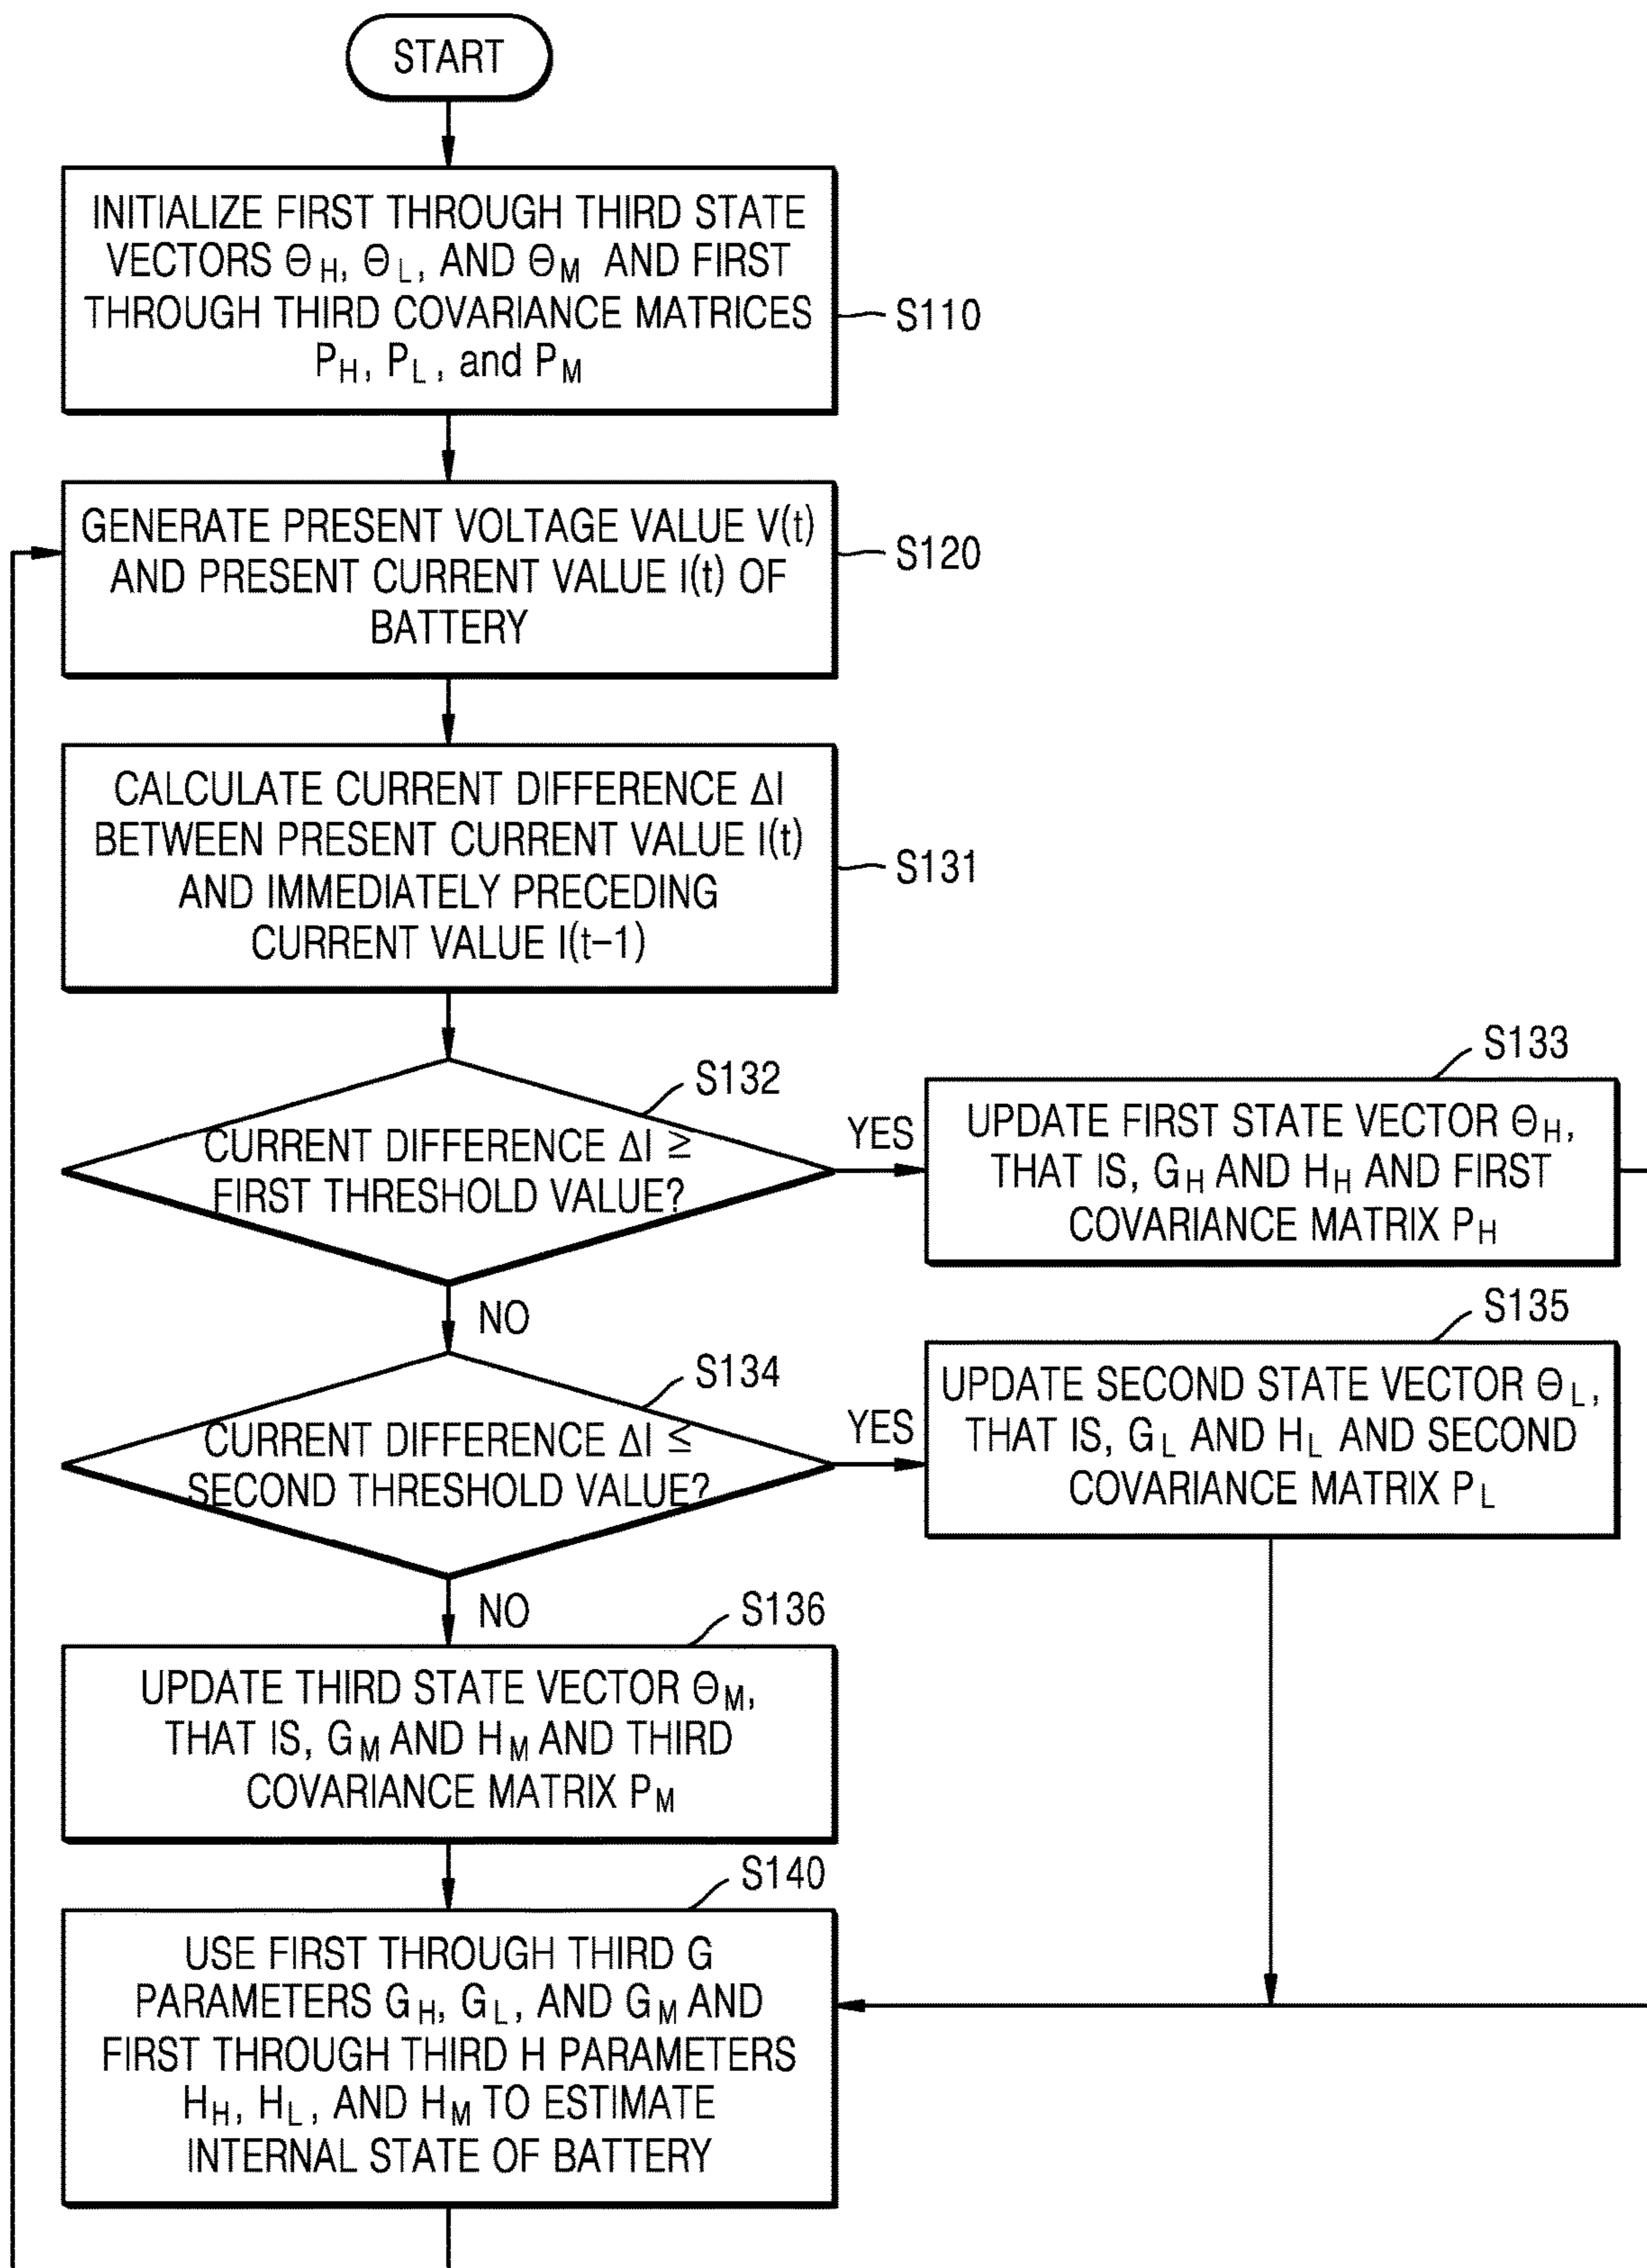 START
INITIALIZE FIRST THROUGH THIRD STATE
VECTORS ΘH, ΘL, AND ΘM AND FIRST
THROUGH THIRD COVARIANCE MATRICES
PH, PL, and PM
S110
GENERATE PRESENT VOLTAGE VALUE V(t)
AND PRESENT CURRENT VALUE I(t) OF
BATTERY
S120
CALCULATE CURRENT DIFFERENCE ΔI
BETWEEN PRESENT CURRENT VALUE I(t)
AND IMMEDIATELY PRECEDING
CURRENT VALUE I(t−1)
S131
S132
CURRENT DIFFERENCE ΔI ≥
FIRST THRESHOLD VALUE?
YES
S133
UPDATE FIRST STATE VECTOR ΘH,
THAT IS, GH AND HH AND FIRST
COVARIANCE MATRIX PH
NO
S134
CURRENT DIFFERENCE ΔI ≤
SECOND THRESHOLD VALUE?
YES
S135
UPDATE SECOND STATE VECTOR ΘL,
THAT IS, GL AND HL AND SECOND
COVARIANCE MATRIX PL
NO
S136
UPDATE THIRD STATE VECTOR ΘM,
THAT IS, GM AND HM AND THIRD
COVARIANCE MATRIX PM
S140
USE FIRST THROUGH THIRD G
PARAMETERS GH, GL, AND GM AND
FIRST THROUGH THIRD H PARAMETERS
HH, HL, AND HM TO ESTIMATE
INTERNAL STATE OF BATTERY